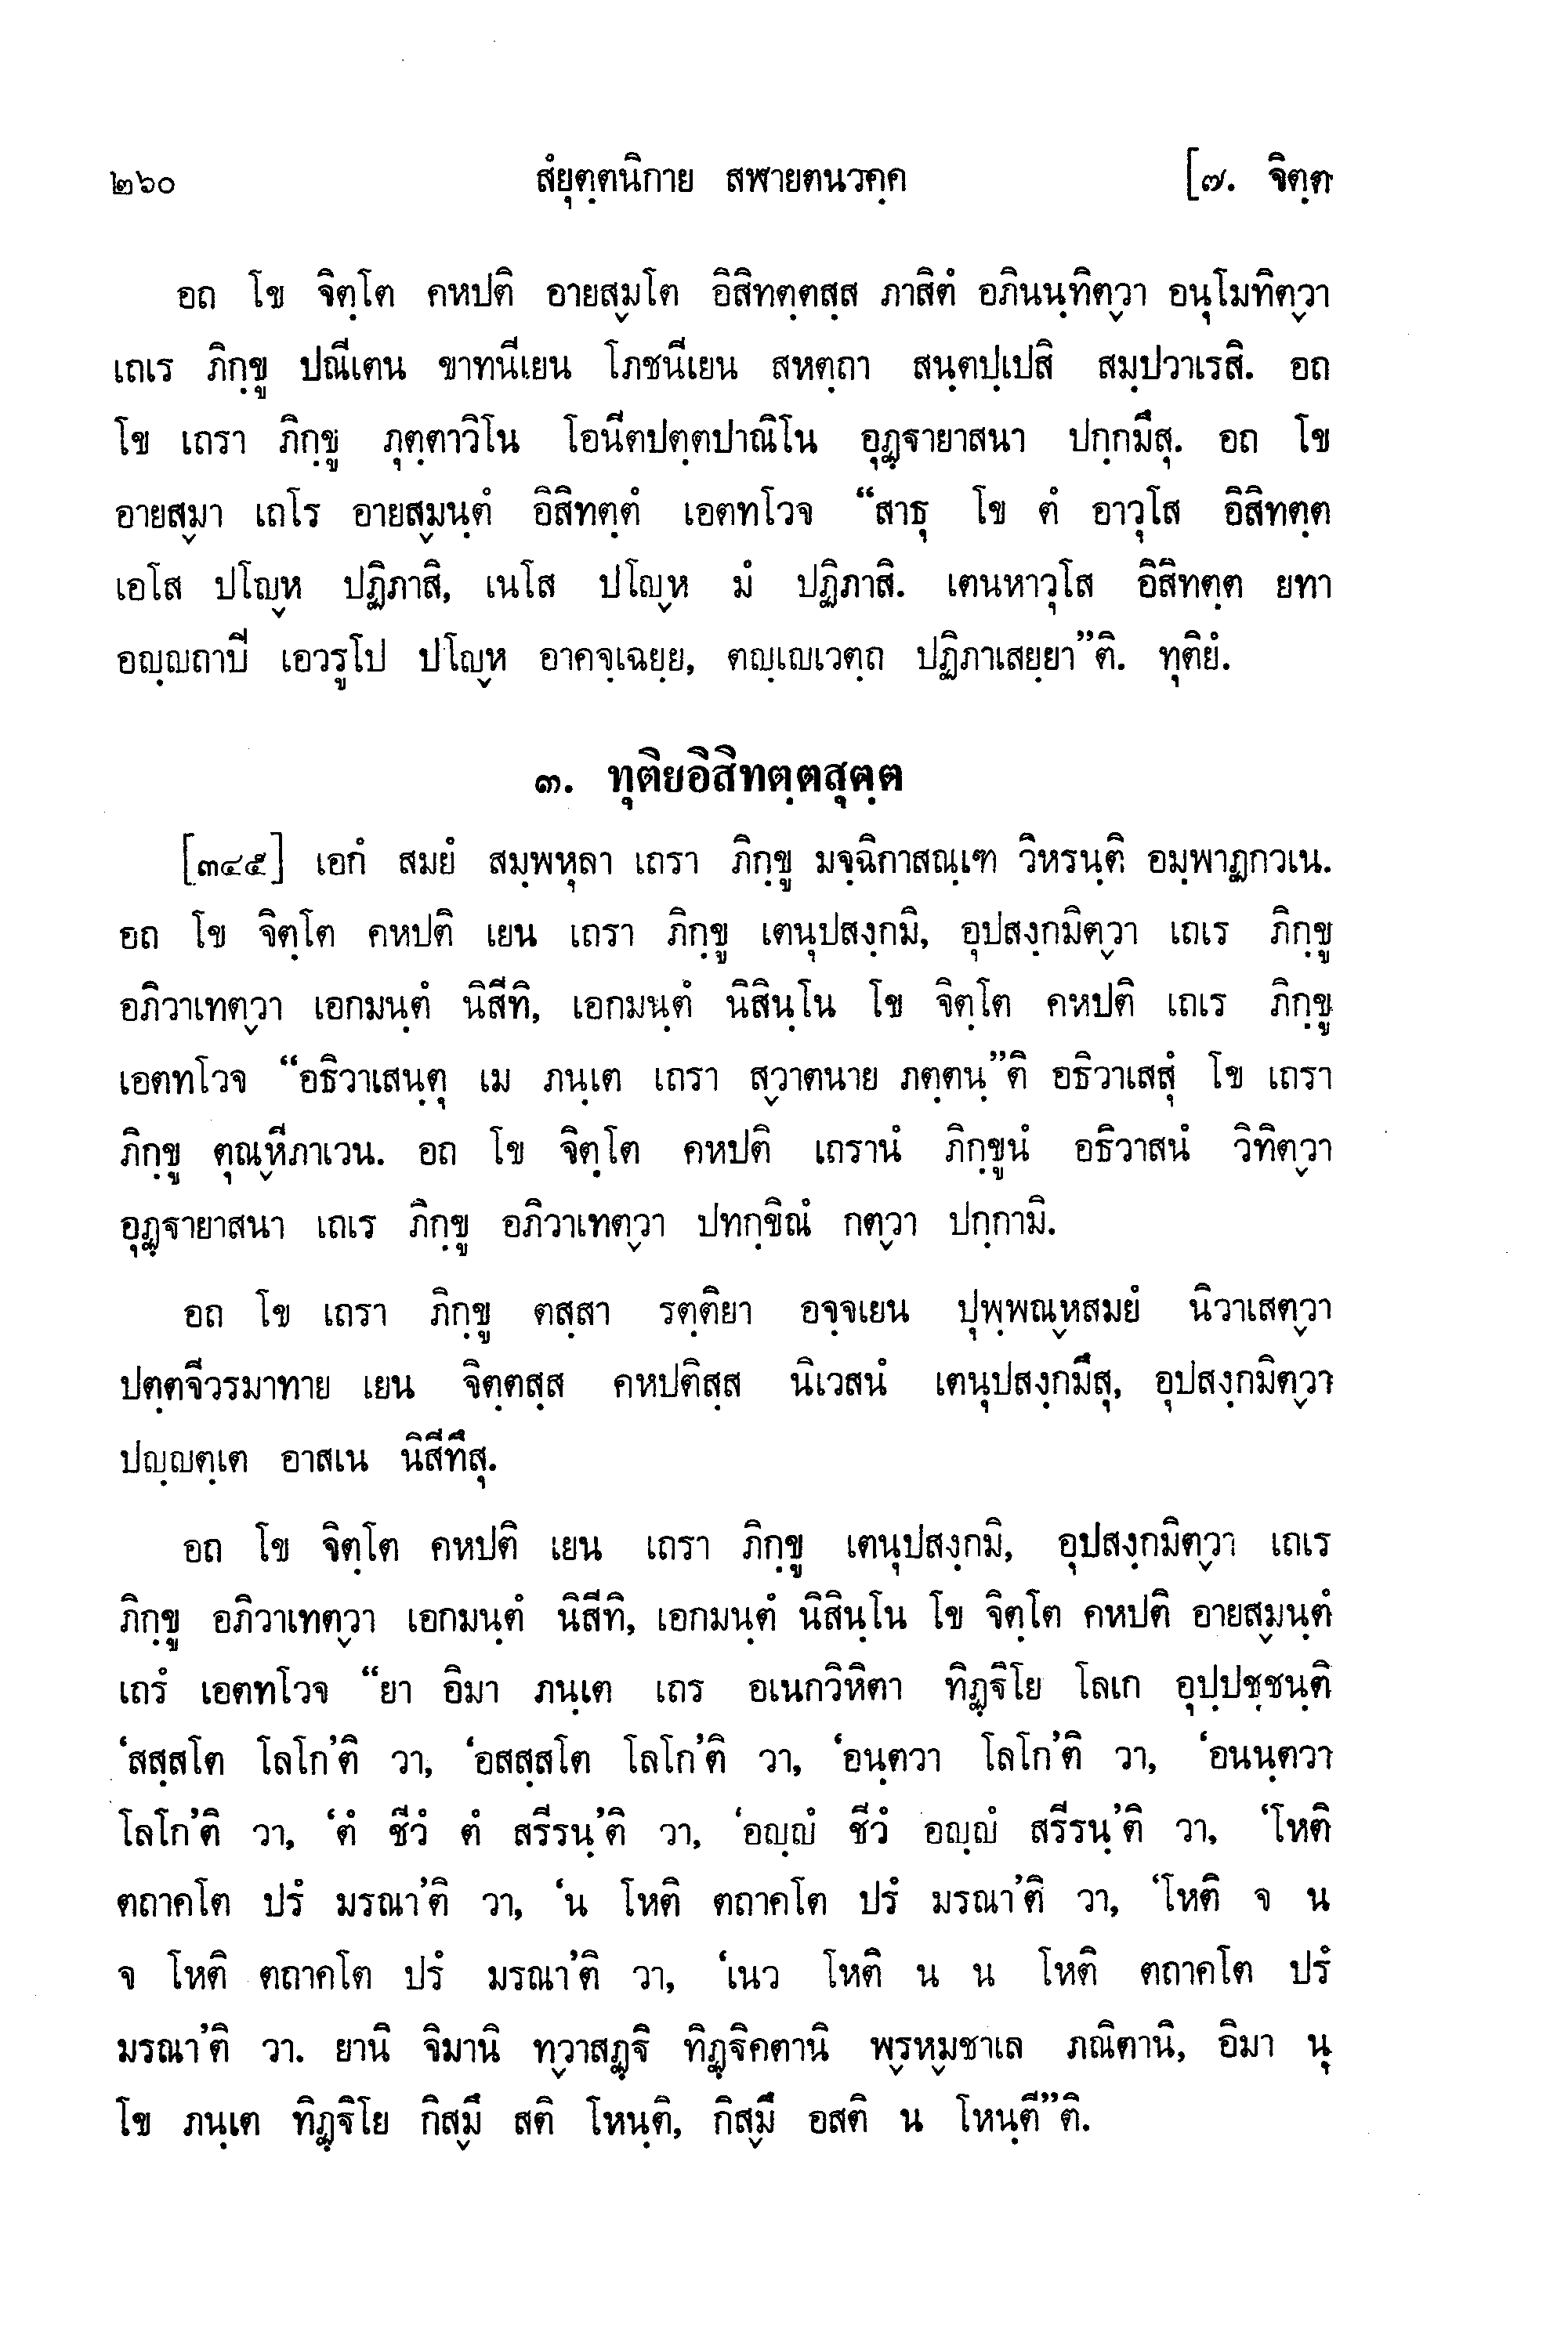 ๒๖๐ สํยุตฺตนิกาย สฬายตนวคฺค [๗. จิตฺต
อถ โข จิตฺโต คหปติ อายสฺมโต อิสิทตฺตสฺส ภาสิตํ อภินนฺทิตฺวา อนุโมทิตฺวา
เถเร ภิกฺขู ปณีเตน ขาทนีเยน โภชนีเยน สหตฺถา สนฺตปฺเปสิ สมฺปวาเรสิ. อถ
โข เถรา ภิกฺขู ภุตฺตาวิโน โอนีตปตฺตปาณิโน อุฏฺฐายาสนา ปกฺกมึสุ. อถ โข
อายสฺมา เถโร อายสฺมนฺตํ อิสิทตฺตํ เอตทโวจ “สาธุ โข ตํ อาวุโส อิสิทตฺต
เอโส ปโญฺห ปฏิภาสิ, เนโส ปโญฺห มํ ปฏิภาสิ. เตนหาวุโส อิสิทตฺต ยทา
อญฺญถาบี เอวรูโป ปโญฺห อาคจฺเฉยฺย, ตญฺเญเวตฺถ ปฏิภาเสยฺยา”ติ. ทุติยํ.
๓. ทุติยอิสิทตฺตสุตฺต
[๓๔๕] เอกํ สมยํ สมฺพหุลา เถรา ภิกฺขู มจฺฉิกาสณฺเฑ วิหรนฺติ อมฺพาฏกวเน.
อถ โข จิตฺโต คหปติ เยน เถรา ภิกฺขู เตนุปสงฺกมิ, อุปสงฺกมิตฺวา เถเร ภิกฺขู
อภิวาเทตฺวา เอกมนฺตํ นิสีทิ, เอกมนฺตํ นิสินฺโน โข จิตฺโต คหปติ เถเร ภิกฺขู
เอตทโวจ “อธิวาเสนฺตุ เม ภนฺเต เถรา สฺวาตนาย ภตฺตนฺ”ติ อธิวาเสสุํ โข เถรา
ภิกฺขู ตุณฺหีภาเวน. อถ โข จิตฺโต คหปติ เถรานํ ภิกฺขูนํ อธิวาสนํ วิทิตฺวา
อุฏฺฐายาสนา เถเร ภิกฺขู อภิวาเทตฺวา ปทกฺขิณํ กตฺวา ปกฺกามิ.
อถ โข เถรา ภิกฺขู ตสฺสา รตฺติยา อจฺจเยน ปุพฺพณฺหสมยํ นิวาเสตฺวา
ปตฺตจีวรมาทาย เยน จิตฺตสฺส คหปติสฺส นิเวสนํ เตนุปสงฺกมึสุ, อุปสงฺกมิตฺวา
ปญฺญตฺเต อาสเน นิสีทึสุ.
อถ โข จิตฺโต คหปติ เยน เถรา ภิกฺขู เตนุปสงฺกมิ, อุปสงฺกมิตฺวา เถเร
ภิกฺขู อภิวาเทตฺวา เอกมนฺตํ นิสีทิ, เอกมนฺตํ นิสินฺโน โข จิตฺโต คหปติ อายสฺมนฺตํ
เถรํ เอตทโวจ “ยา อิมา ภนฺเต เถร อเนกวิหิตา ทิฏฺฐิโย โลเก อุปฺปชฺชนฺติ
‘สสฺสโต โลโก’ติ วา, ‘อสสฺสโต โลโก’ติ วา, ‘อนฺตวา โลโก’ติ วา, ‘อนนฺตวา
โลโก’ติ วา, ‘ตํ ชีวํ ตํ สรีรนฺ’ติ วา, ‘อญฺญํ ชีวํ อญฺญํ สรีรนฺ’ติ วา, ‘โหติ
ตถาคโต ปรํ มรณา’ติ วา, ‘น โหติ ตถาคโต ปรํ มรณา’ติ วา, ‘โหติ จ น
จ โหติ ตถาคโต ปรํ มรณา’ติ วา, ‘เนว โหติ น น โหติ ตถาคโต ปรํ
มรณา’ติ วา. ยานิ จิมานิ ทฺวาสฏฺฐิ ทิฏฺฐิคตานิ พฺรหฺมชาเล ภณิตานิ, อิมา นุ
โข ภนฺเต ทิฏฺฐิโย กิสฺมึ สติ โหนฺติ, กิสฺมึ อสติ น โหนฺตี”ติ.